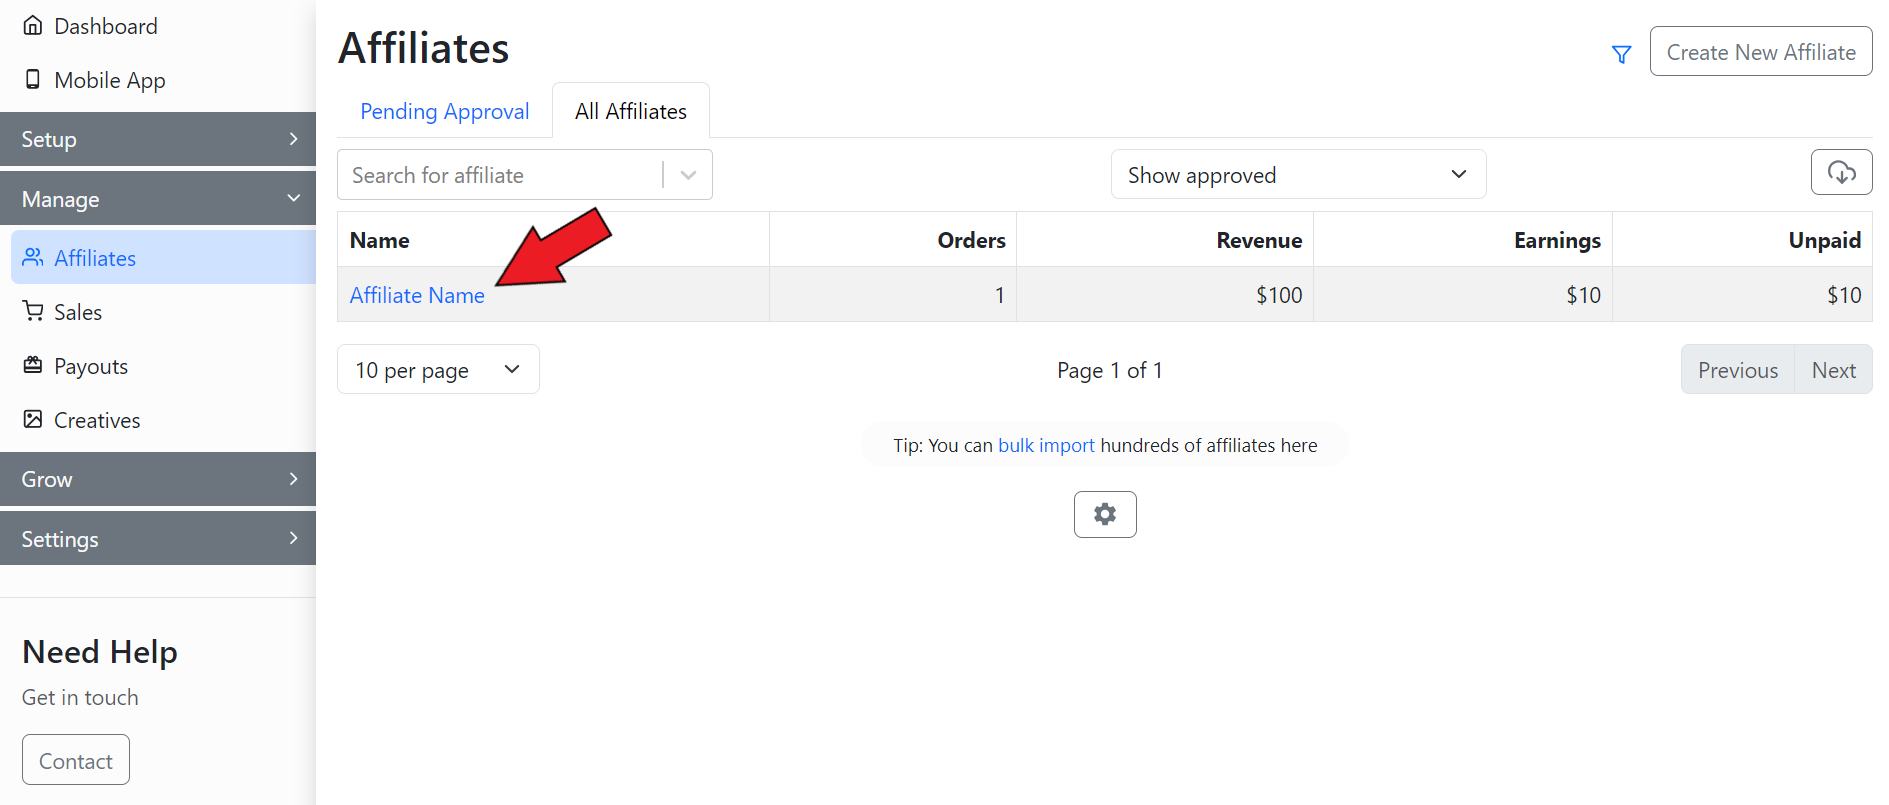 Dashboard
Mobile App
Setup
Manage
Affiliates
Sales
Payouts
Creatives
Grow
Settings
Need Help
Get in touch
Contact
Affiliates
Create New Affiliate
Pending Approval
All Affiliates
Search for affiliate
Show approved
Name Orders Revenue Earnings Unpaid
Affiliate Name 1 $100 $10 $10
10 per page
Page 1 of 1
Previous
Next
Tip: You can bulk import hundreds of affiliates here